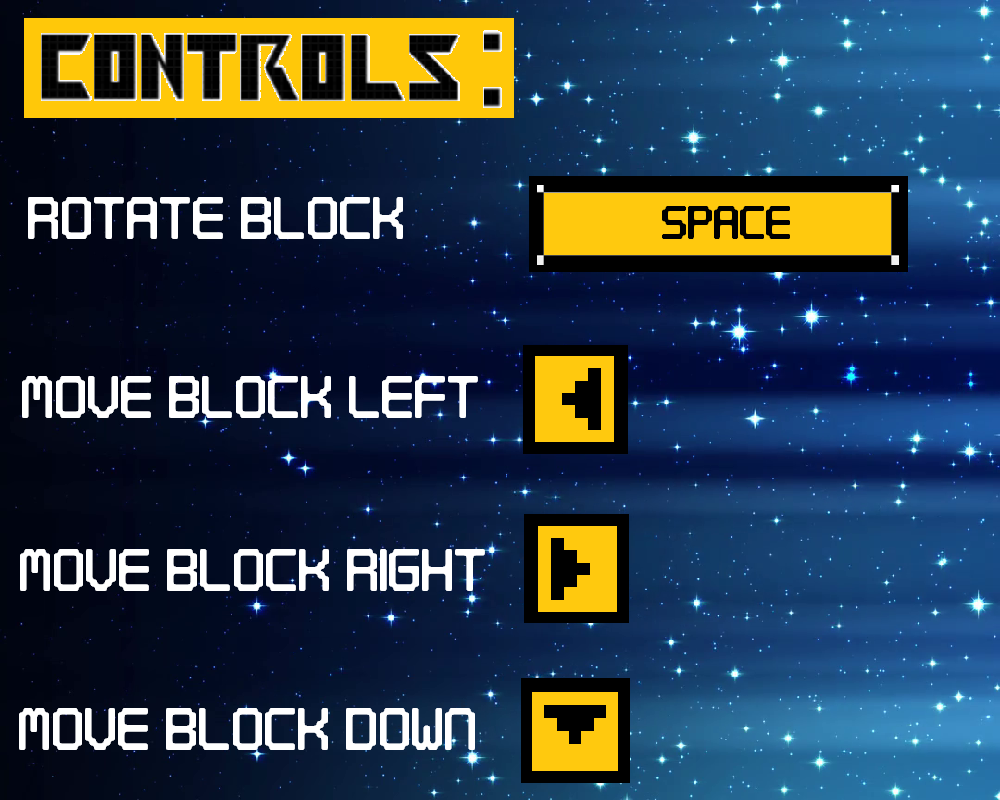 CONTROLS:
ROTATE BLOCK SPACE
MOVE BLOCK LEFT
MOVE BLOCK RIGHT
MOVE BLOCK DOWN